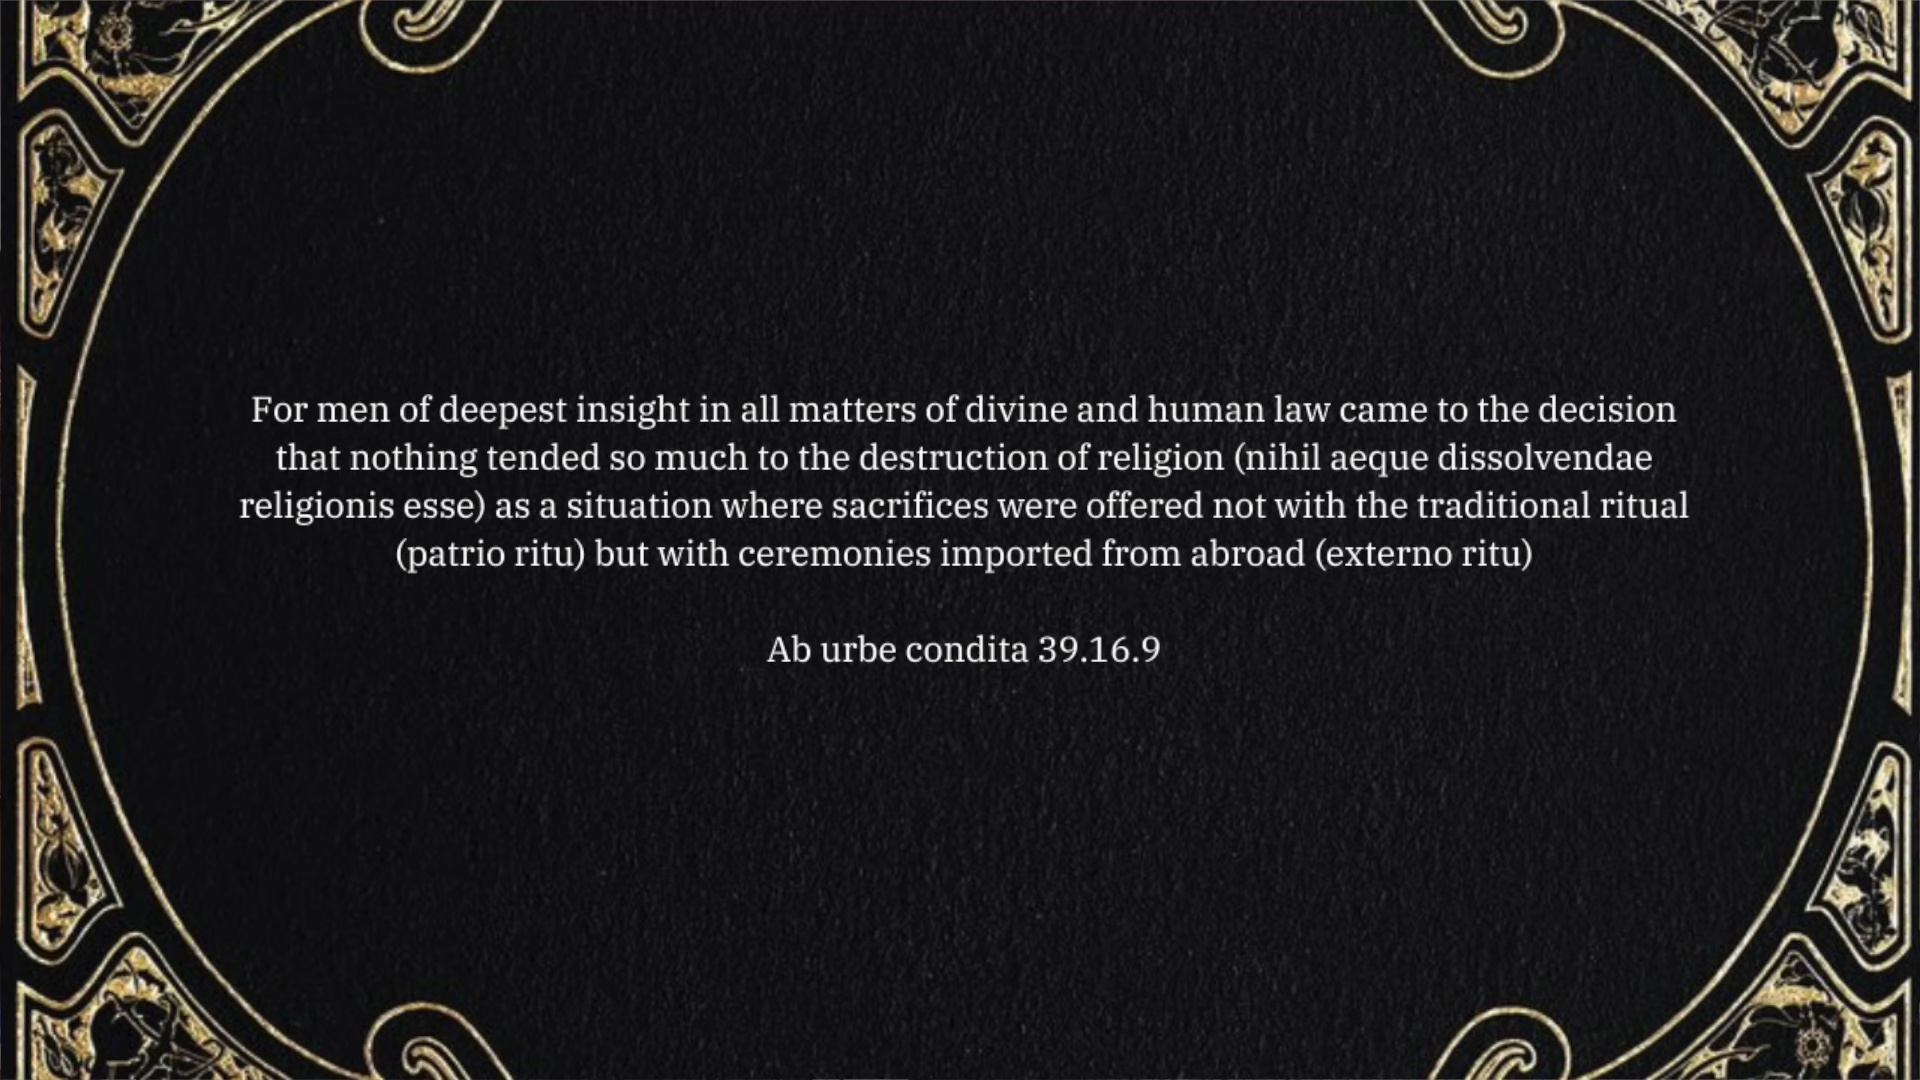 For men of deepest insight in all matters of divine and human law came to the decision
that nothing tended so much to the destruction of religion (nihil aeque dissolvendae
religionis esse) as a situation where sacrifices were offered not with the traditional ritual
(patrio ritu) but with ceremonies imported from abroad (externo ritu)
Ab urbe condita 39.16.9